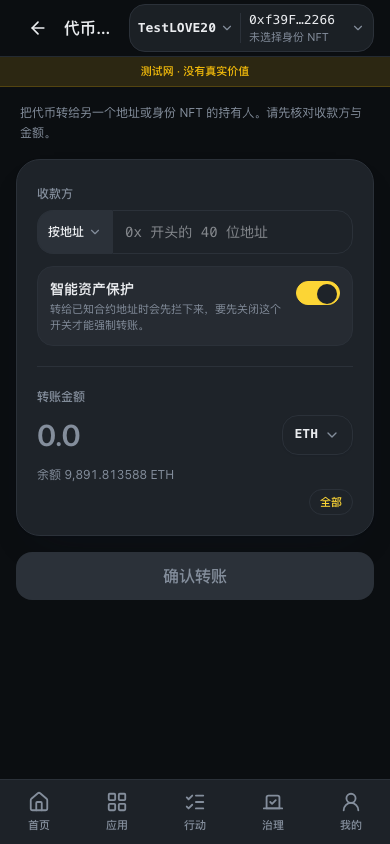 代币...
TestLOVE20
0xf39F…2266
未选择身份 NFT
测试网 · 没有真实价值
把代币转给另一个地址或身份 NFT 的持有人。请先核对收款方与
金额。
收款方
按地址
0x 开头的 40 位地址
智能资产保护
转给已知合约地址时会先拦下来，要先关闭这个
开关才能强制转账。
转账金额
0.0
ETH
余额 9,891.813588 ETH
全部
确认转账
首页
应用
行动
治理
我的